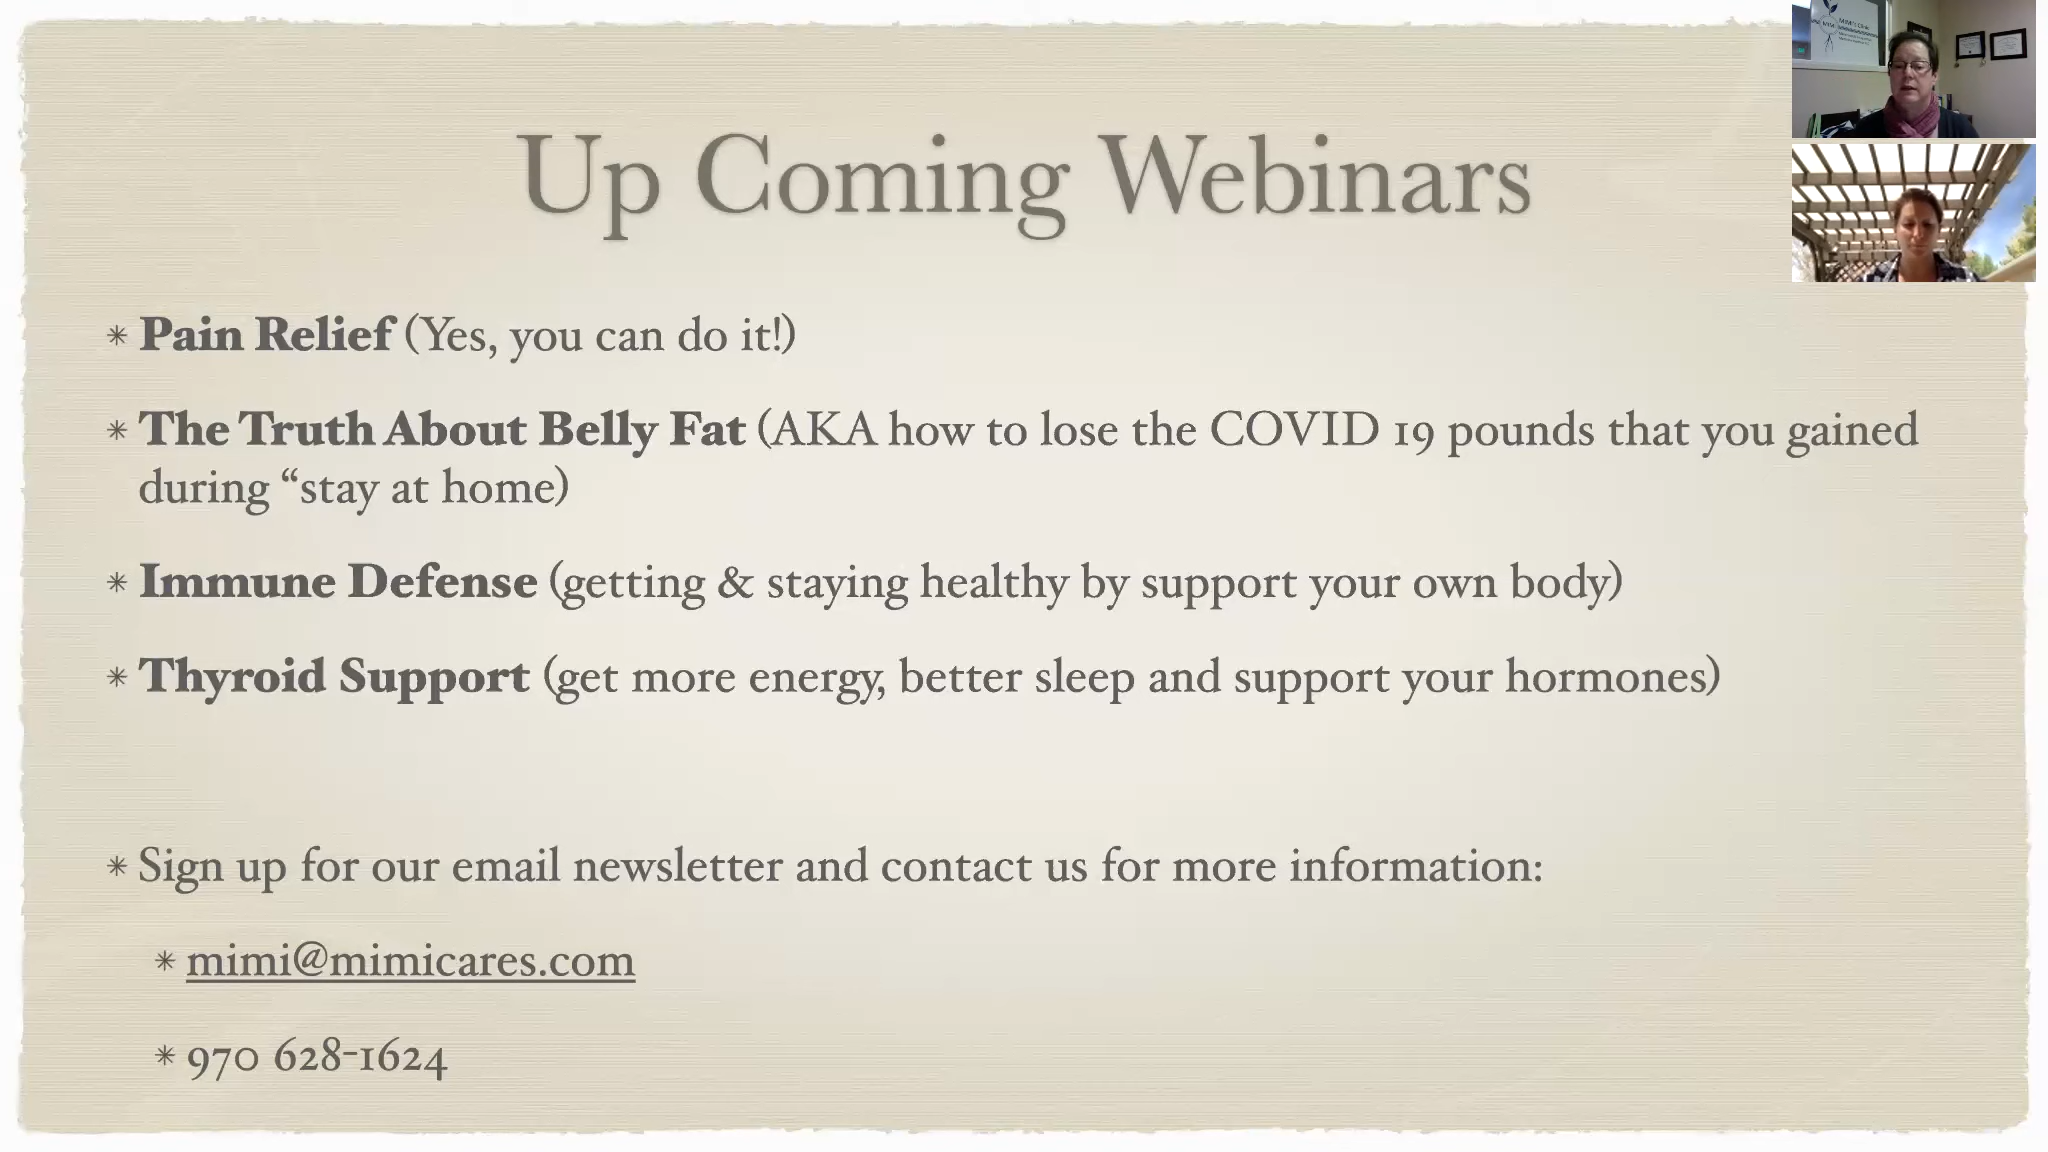 Up Coming Webinars
* Pain Relief (Yes, you can do it!)
* The Truth About Belly Fat (AKA how to lose the COVID 19 pounds that you gained
during “stay at home)
* Immune Defense (getting & staying healthy by support your own body)
* Thyroid Support (get more energy, better sleep and support your hormones)
* Sign up for our email newsletter and contact us for more information:
* mimi@mimicares.com
* 970 628-1624